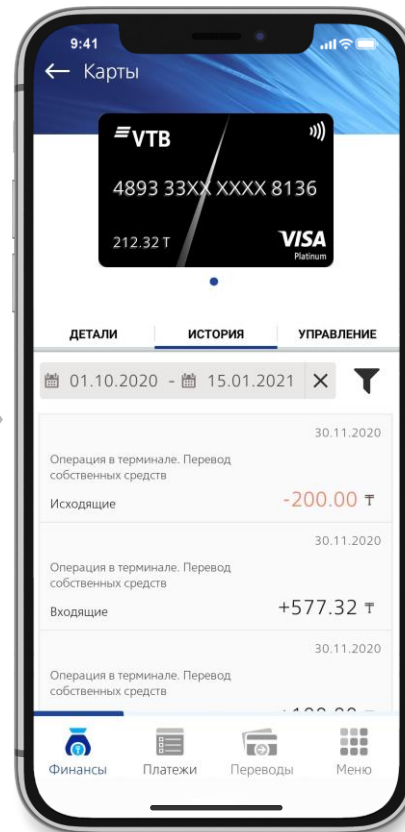 9:41
← Карты
VTB
4893 33XX XXXX 8136
212.32 T
VISA
Platinum
ДЕТАЛИ ИСТОРИЯ УПРАВЛЕНИЕ
01.10.2020 - 15.01.2021 ×
30.11.2020
Операция в терминале. Перевод
собственных средств
Исходящие -200.00 ₸
30.11.2020
Операция в терминале. Перевод
собственных средств
Входящие +577.32 ₸
30.11.2020
Операция в терминале. Перевод
собственных средств
Финансы Платежи Переводы Меню